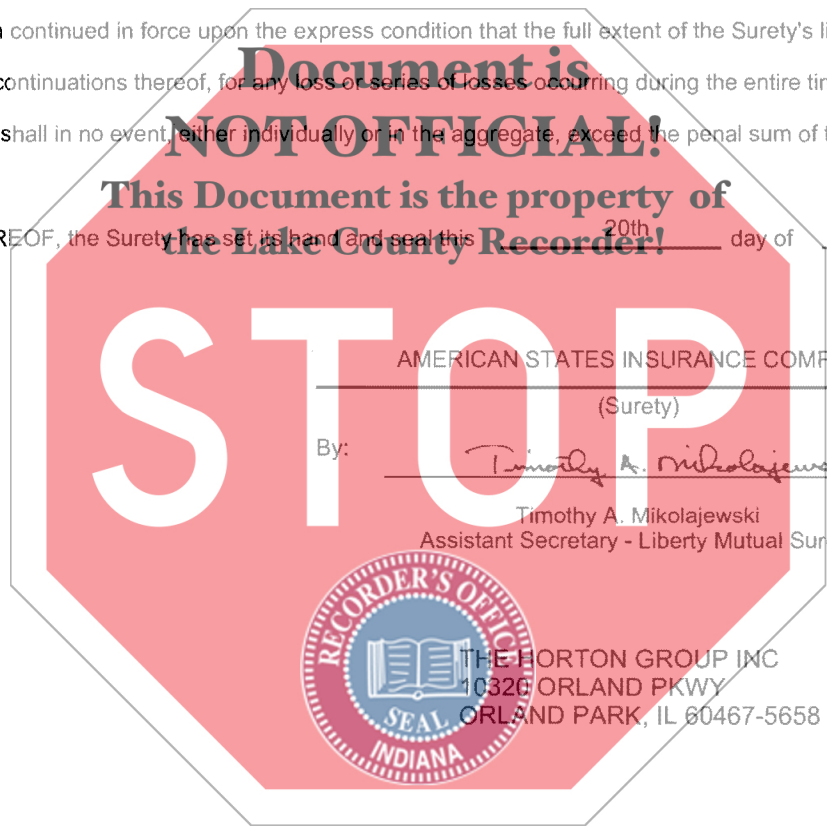 continued in force upon the express condition that the full extent of the Surety's
Document is
continuations thereof, for any loss or series of losses occurring during the entire
NOT OFFICIAL!
shall in no event, either individually or in the aggregate, exceed the penal sum of
This Document is the property of
the Lake County Recorder!
REOF, the Surety has set its hand and seal this 20th day of
STOP
AMERICAN STATES INSURANCE COMP
(Surety)
By: Timothy A. Mikolajews
Timothy A. Mikolajewski
Assistant Secretary - Liberty Mutual Sur
RECORDER'S OFFICE
SEAL
INDIANA
THE HORTON GROUP INC
10320 ORLAND PKWY
ORLAND PARK, IL 60467-5658